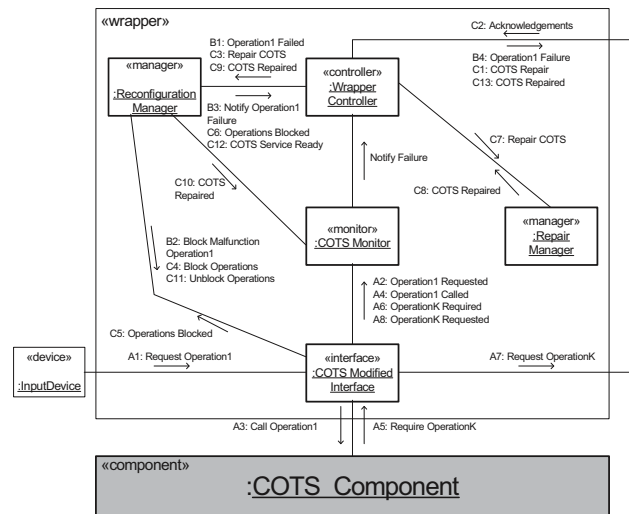 «wrapper»
C2: Acknowledgements
B1: Operation1 Failed
C3: Repair COTS
C9: COTS Repaired
B4: Operation1 Failure
C1: COTS Repair
C13: COTS Repaired
«manager»
:Reconfiguration
Manager
«controller»
:Wrapper
Controller
B3: Notify Operation1
Failure
C6: Operations Blocked
C12: COTS Service Ready
C7: Repair COTS
Notify Failure
C10: COTS
Repaired
C8: COTS Repaired
«monitor»
:COTS Monitor
«manager»
:Repair
Manager
B2: Block Malfunction
Operation1
C4: Block Operations
C11: Unblock Operations
A2: Operation1 Requested
A4: Operation1 Called
A6: OperationK Required
A8: OperationK Requested
C5: Operations Blocked
«device»
:InputDevice
A1: Request Operation1
«interface»
:COTS Modified
Interface
A7: Request OperationK
A3: Call Operation1
A5: Require OperationK
«component»
:COTS Component